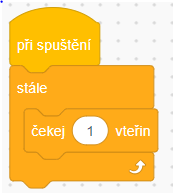 při spuštění
stále
čekej 1 vteřin